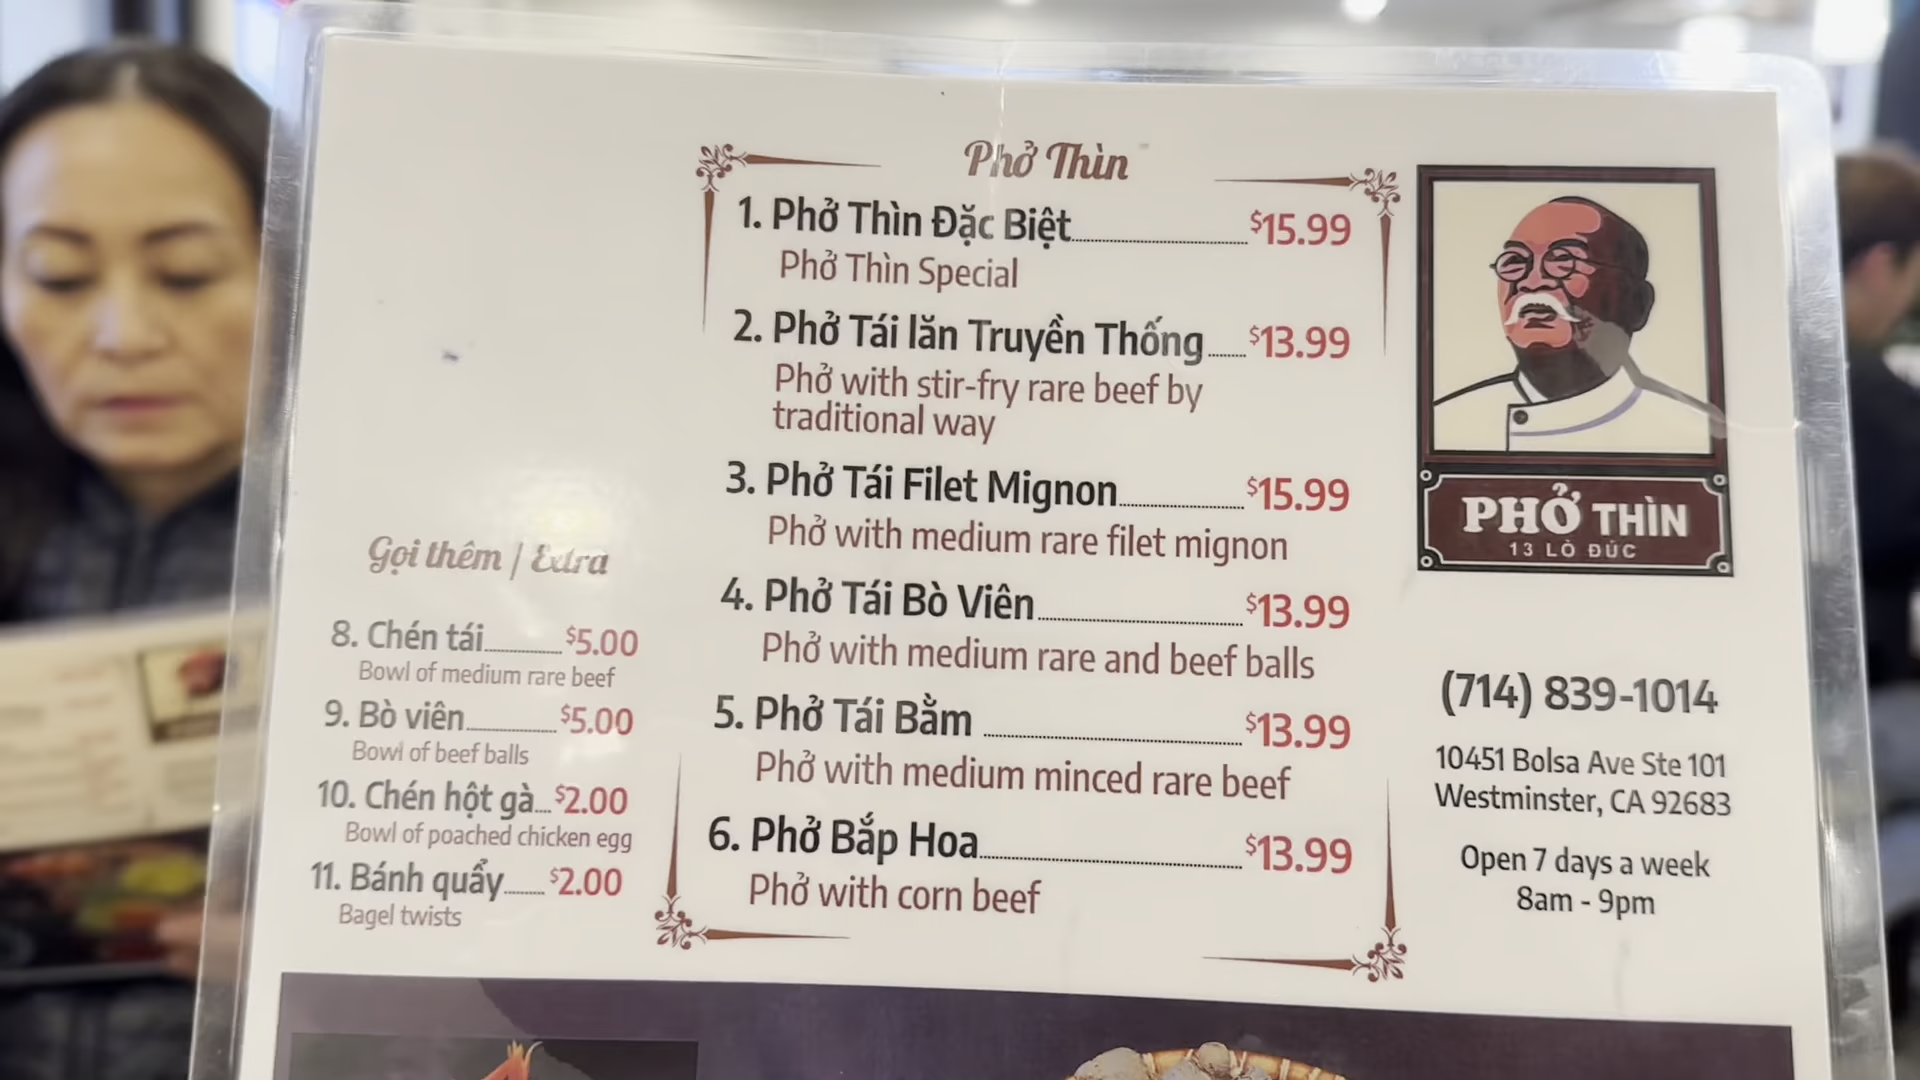 Phở Thìn
1. Phở Thìn Đặc Biệt $15.99
Phở Thìn Special
2. Phở Tái lăn Truyền Thống $13.99
Phở with stir-fry rare beef by
traditional way
3. Phở Tái Filet Mignon $15.99
Phở with medium rare filet mignon
4. Phở Tái Bò Viên $13.99
Phở with medium rare and beef balls
5. Phở Tái Bằm $13.99
Phở with medium minced rare beef
6. Phở Bắp Hoa $13.99
Phở with corn beef
Gọi thêm / Extra
8. Chén tái $5.00
Bowl of medium rare beef
9. Bò viên $5.00
Bowl of beef balls
10. Chén hột gà $2.00
Bowl of poached chicken egg
11. Bánh quẩy $2.00
Bagel twists
PHỞ THÌN
13 LÒ ĐÚC
(714) 839-1014
10451 Bolsa Ave Ste 101
Westminster, CA 92683
Open 7 days a week
8am - 9pm